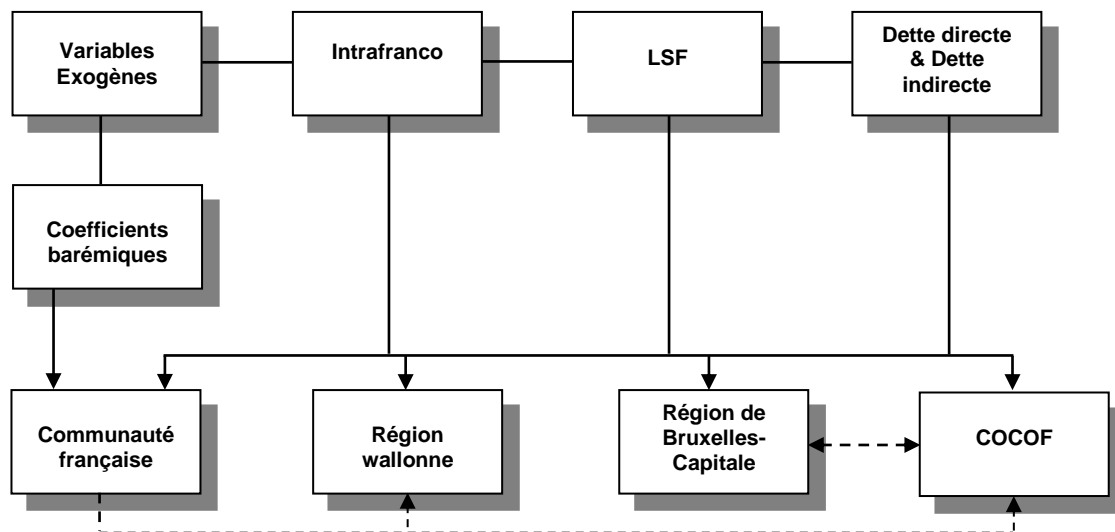 Variables
Exogènes
Intrafranco
LSF
Dette directe
& Dette
indirecte
Coefficients
barémiques
Communauté
française
Région
wallonne
Région de
Bruxelles-
Capitale
COCOF